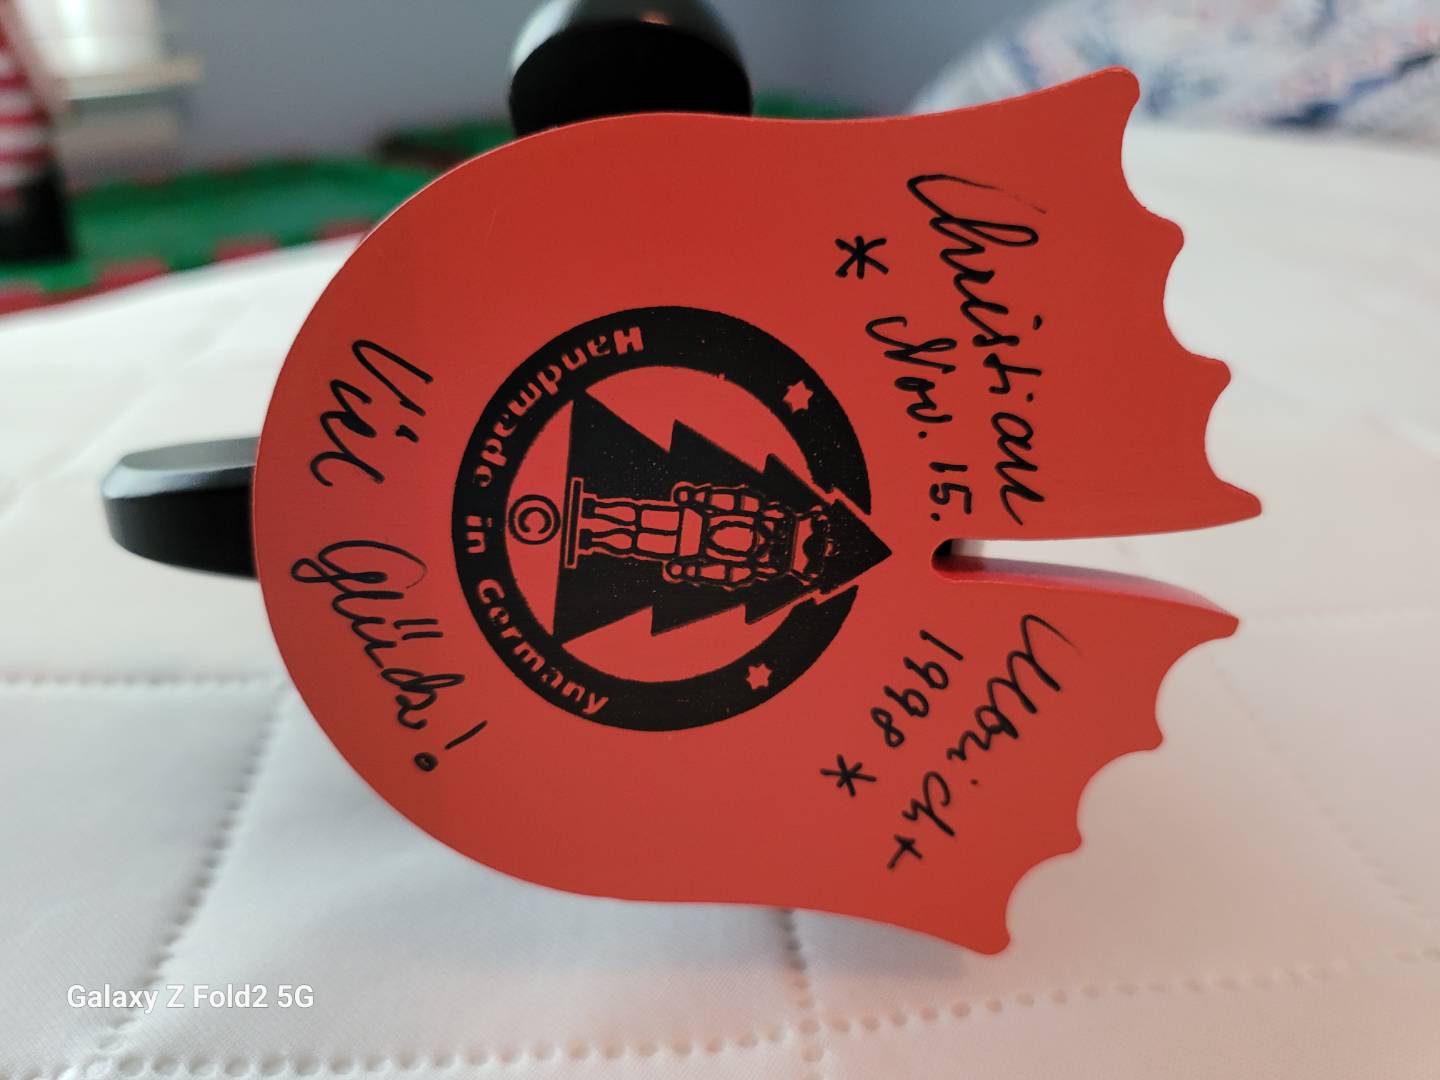 Christian Ulbricht
* Nov. 15. 1998 *
Handmade in Germany
©
Viel Glück!
Galaxy Z Fold2 5G